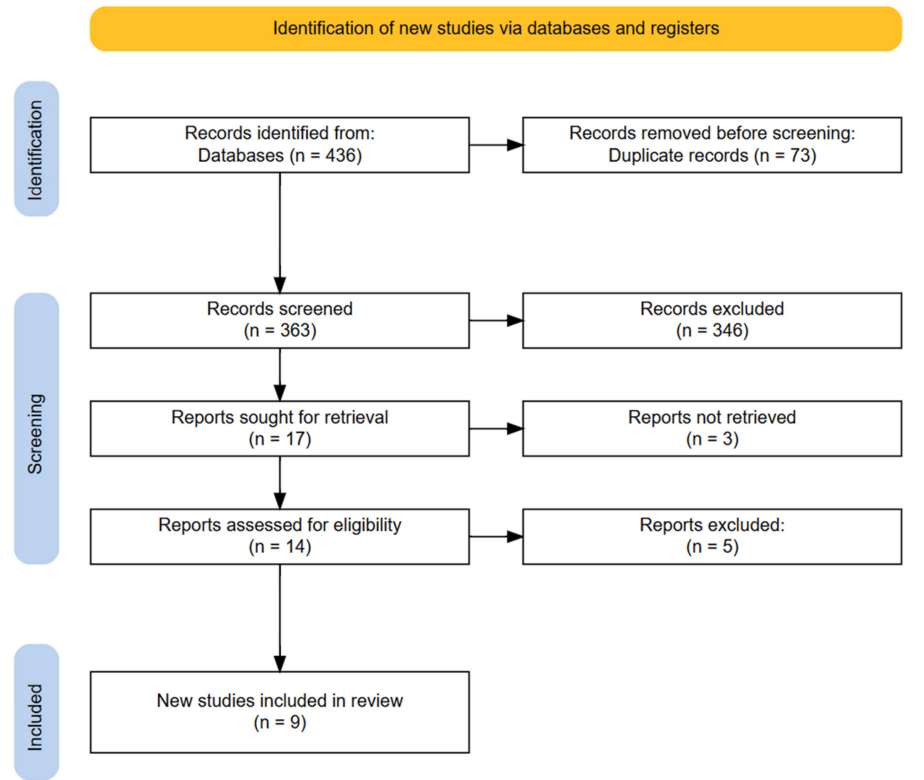 Identification of new studies via databases and registers
Identification
Records identified from:
Databases (n = 436)
Records removed before screening:
Duplicate records (n = 73)
Screening
Records screened
(n = 363)
Records excluded
(n = 346)
Reports sought for retrieval
(n = 17)
Reports not retrieved
(n = 3)
Reports assessed for eligibility
(n = 14)
Reports excluded:
(n = 5)
Included
New studies included in review
(n = 9)